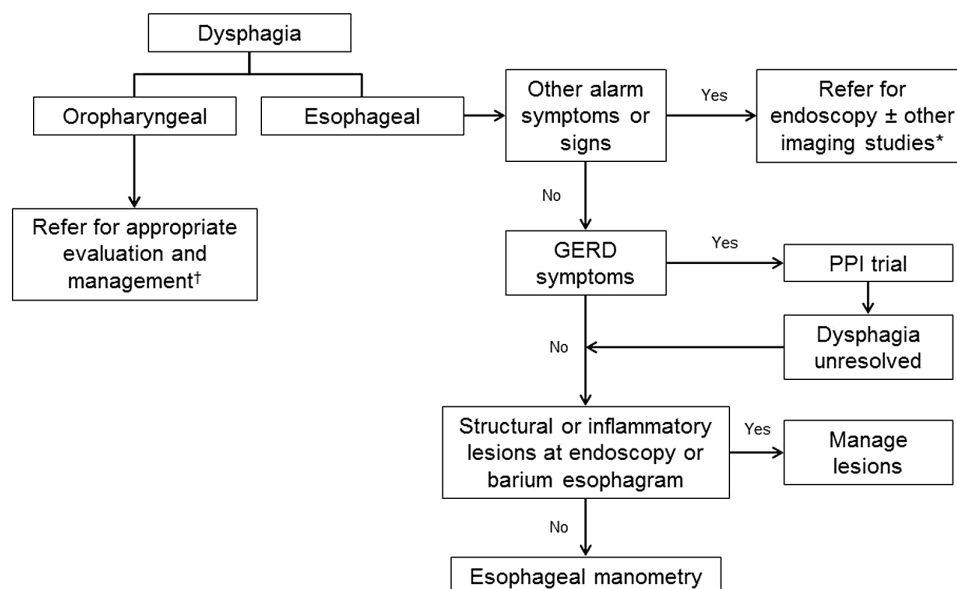 Dysphagia
Oropharyngeal
Esophageal
Other alarm
symptoms or
signs
Yes
Refer for
endoscopy ± other
imaging studies*
No
Refer for appropriate
evaluation and
management†
GERD
symptoms
Yes
PPI trial
No
Dysphagia
unresolved
Structural or inflammatory
lesions at endoscopy or
barium esophagram
Yes
Manage
lesions
No
Esophageal manometry